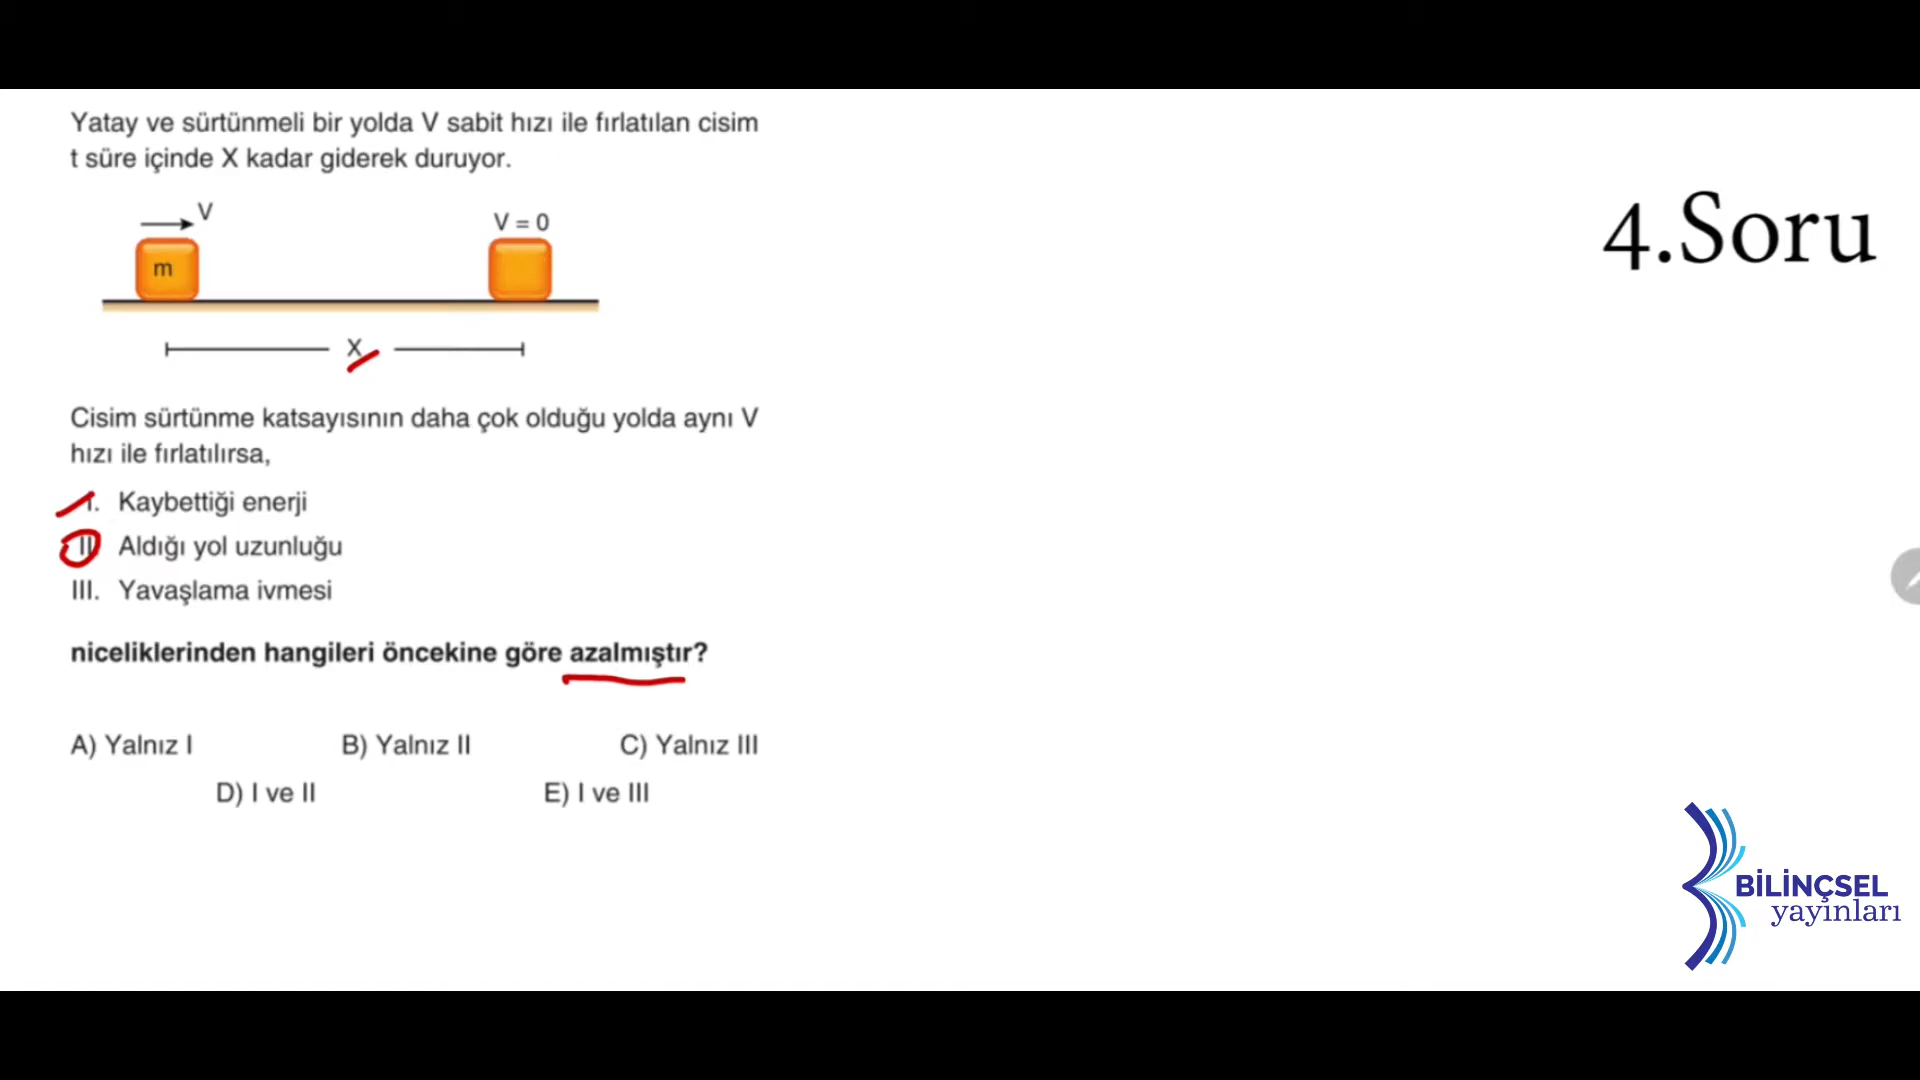 Yatay ve sürtünmeli bir yolda V sabit hızı ile fırlatılan cisim
t süre içinde X kadar giderek duruyor.
4.Soru
V
V = 0
m
X
Cisim sürtünme katsayısının daha çok olduğu yolda aynı V
hızı ile fırlatılırsa,
I. Kaybettiği enerji
II. Aldığı yol uzunluğu
III. Yavaşlama ivmesi
niceliklerinden hangileri öncekine göre azalmıştır?
A) Yalnız I B) Yalnız II C) Yalnız III
D) I ve II E) I ve III
BİLİNÇSEL
yayınları